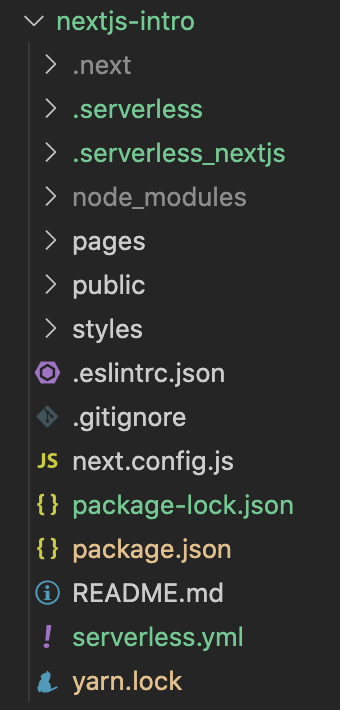 nextjs-intro
.next
.serverless
.serverless_nextjs
node_modules
pages
public
styles
.eslintrc.json
.gitignore
JS next.config.js
{} package-lock.json
{} package.json
README.md
! serverless.yml
yarn.lock